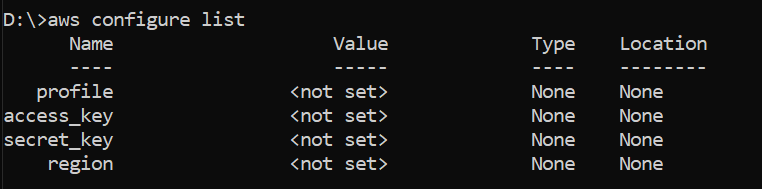 D:\>aws configure list
      Name                    Value             Type    Location
      ----                    -----             ----    --------
   profile                <not set>             None    None
access_key                <not set>             None    None
secret_key                <not set>             None    None
    region                <not set>             None    None